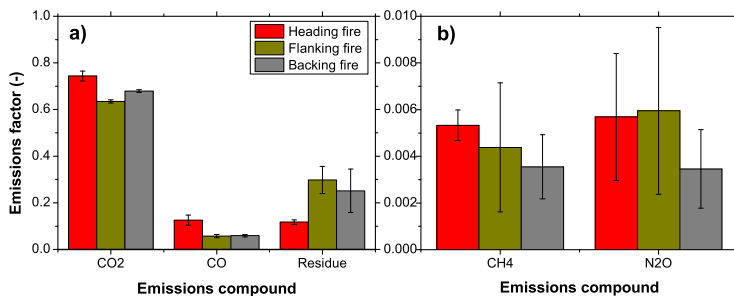 a)
Heading fire
Flanking fire
Backing fire
Emissions factor (-)
1.0
0.8
0.6
0.4
0.2
0.0
CO2 CO Residue
Emissions compound
b)
0.010
0.008
0.006
0.004
0.002
0.000
CH4 N2O
Emissions compound